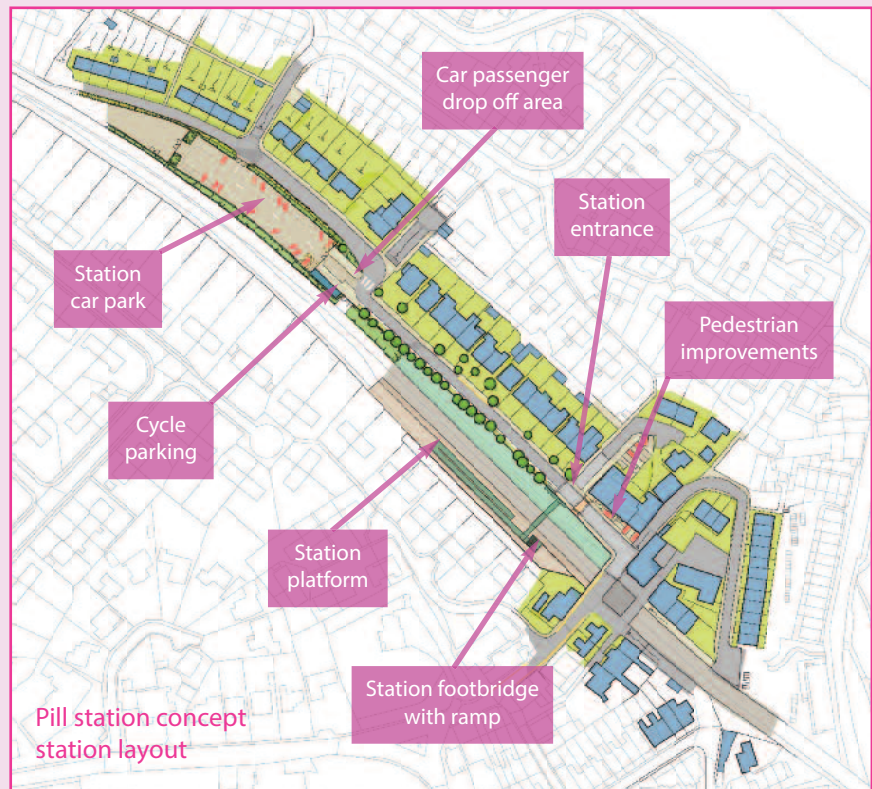 Car passenger
drop off area
Station
entrance
Station
car park
Pedestrian
improvements
Cycle
parking
Station
platform
Station footbridge
with ramp
Pill station concept
station layout